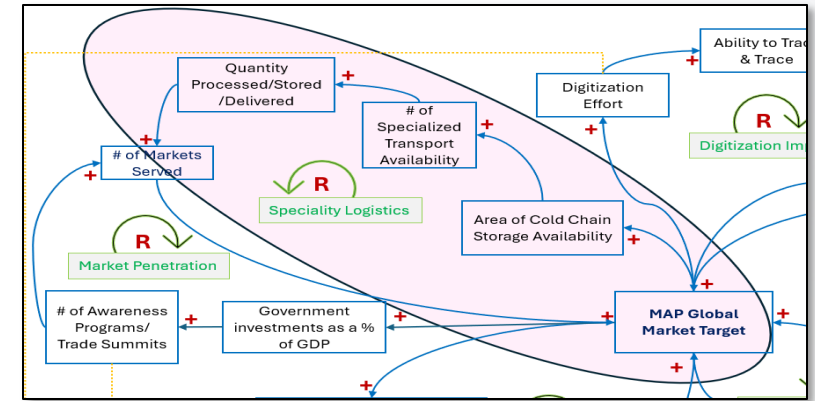 Quantity
Processed/Stored
/Delivered
+
+
# of
Specialized
Transport
Availability
+
Digitization
Effort
+
+
Ability to
& Trace
R
Digitization
+
# of Markets
Served
+
R
Speciality Logistics
Area of Cold Chain
Storage Availability
+
R
Market Penetration
# of Awareness
Programs/
Trade Summits
+
Government
investments as a %
of GDP
+
+
+
MAP Global
Market Target
+
+
+